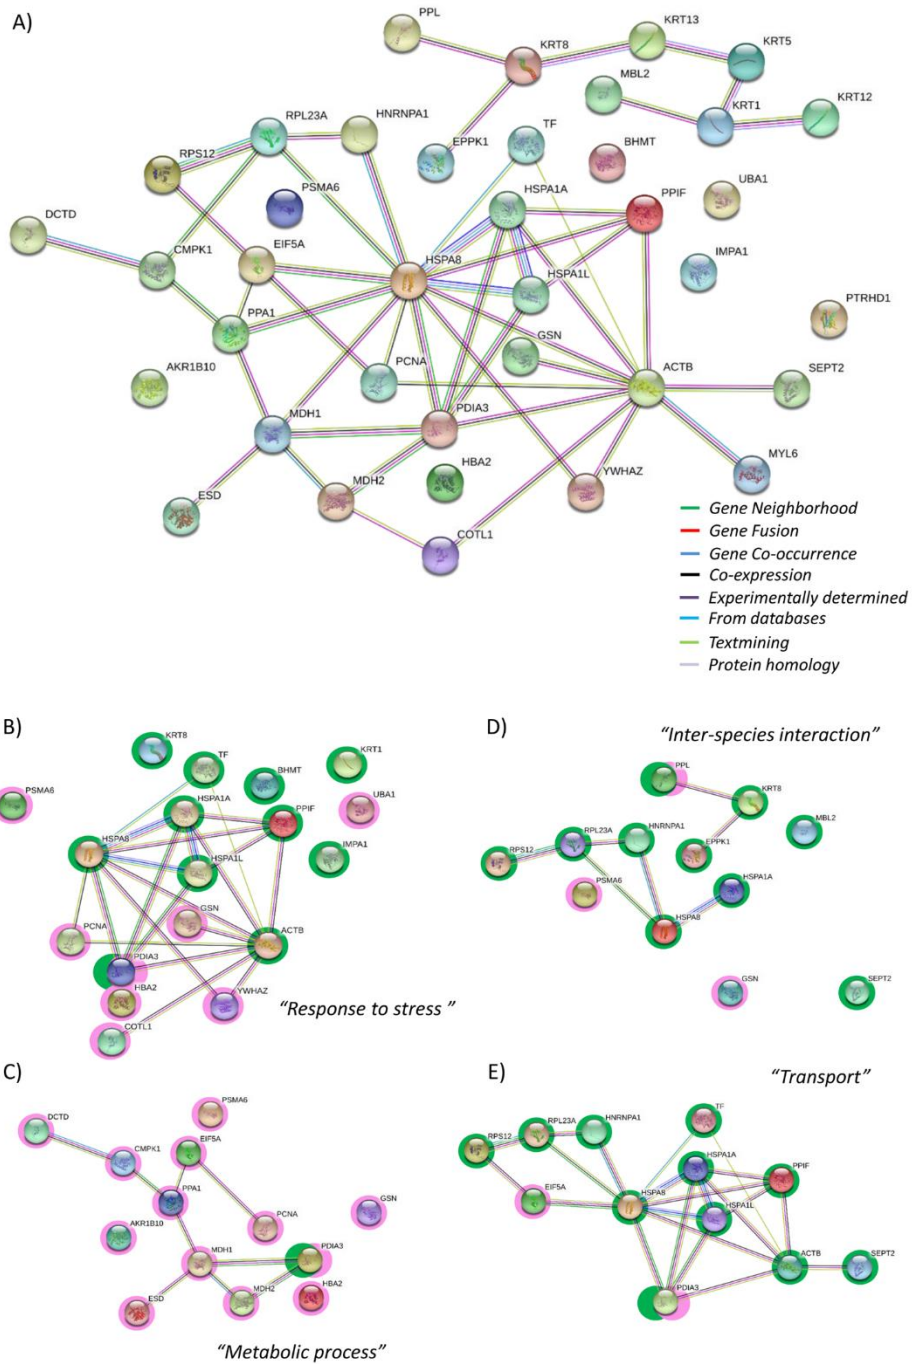 A)
PPL
KRT13
KRT8
KRT5
MBL2
KRT12
KRT1
HNRNPA1
RPL23A
TF
EPPK1
BHMT
RPS12
UBA1
PSMA6
HSPA1A
PPIF
DCTD
EIF5A
CMPK1
HSPA8
HSPA1L
IMPA1
PTRHD1
PPA1
GSN
PCNA
ACTB
SEPT2
AKR1B10
PDIA3
MDH1
HBA2
MYL6
YWHAZ
MDH2
ESD
COTL1
Gene Neighborhood
Gene Fusion
Gene Co-occurrence
Co-expression
Experimentally determined
From databases
Textmining
Protein homology
B)
KRT8
TF
KRT1
BHMT
PSMA6
HSPA1A
UBA1
PPIF
HSPA8
HSPA1L
IMPA1
GSN
PCNA
ACTB
PDIA3
HBA2
YWHAZ
COTL1
“Response to stress ”
D)
“Inter-species interaction”
PPL
KRT8
MBL2
HNRNPA1
RPL23A
EPPK1
RPS12
PSMA6
HSPA1A
HSPA8
GSN
SEPT2
C)
PSMA6
DCTD
EIF5A
CMPK1
PPA1
GSN
PCNA
AKR1B10
MDH1
PDIA3
MDH2
HBA2
ESD
“Metabolic process”
E)
“Transport”
TF
HNRNPA1
RPL23A
RPS12
HSPA1A
PPIF
EIF5A
HSPA8
HSPA1L
ACTB
SEPT2
PDIA3